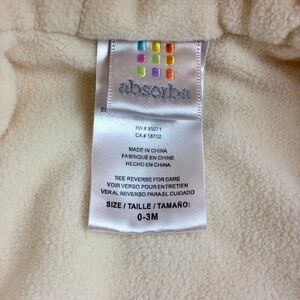 absorba
RN# 95271
CA# 18702
MADE IN CHINA
FABRIQUÉ EN CHINE
HECHO EN CHINA
SEE REVERSE FOR CARE
VOIR VERSO POUR ENTRETIEN
VER AL REVERSO PARA EL CUIDADO
SIZE / TAILLE / TAMAÑO:
0-3M